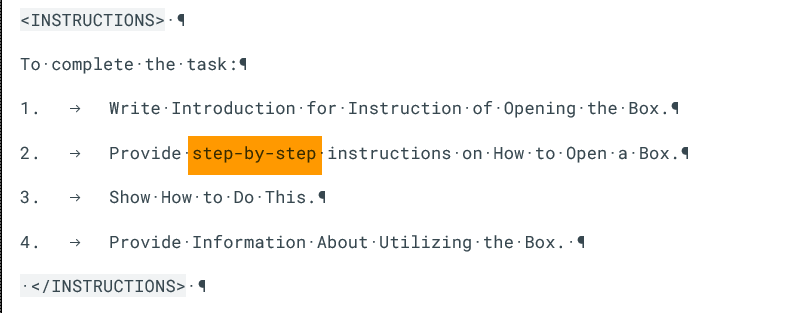 <INSTRUCTIONS>
To complete the task:
1. Write Introduction for Instruction of Opening the Box.
2. Provide step-by-step instructions on How to Open a Box.
3. Show How to Do This.
4. Provide Information About Utilizing the Box.
</INSTRUCTIONS>